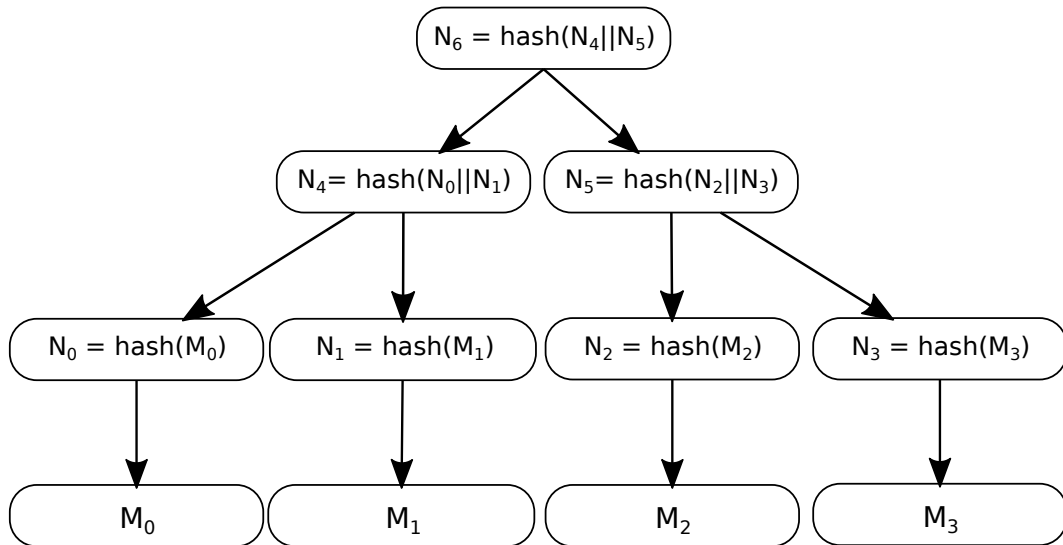 N₆ = hash(N₄||N₅)
N₄= hash(N₀||N₁)
N₅= hash(N₂||N₃)
N₀ = hash(M₀)
N₁ = hash(M₁)
N₂ = hash(M₂)
N₃ = hash(M₃)
M₀
M₁
M₂
M₃